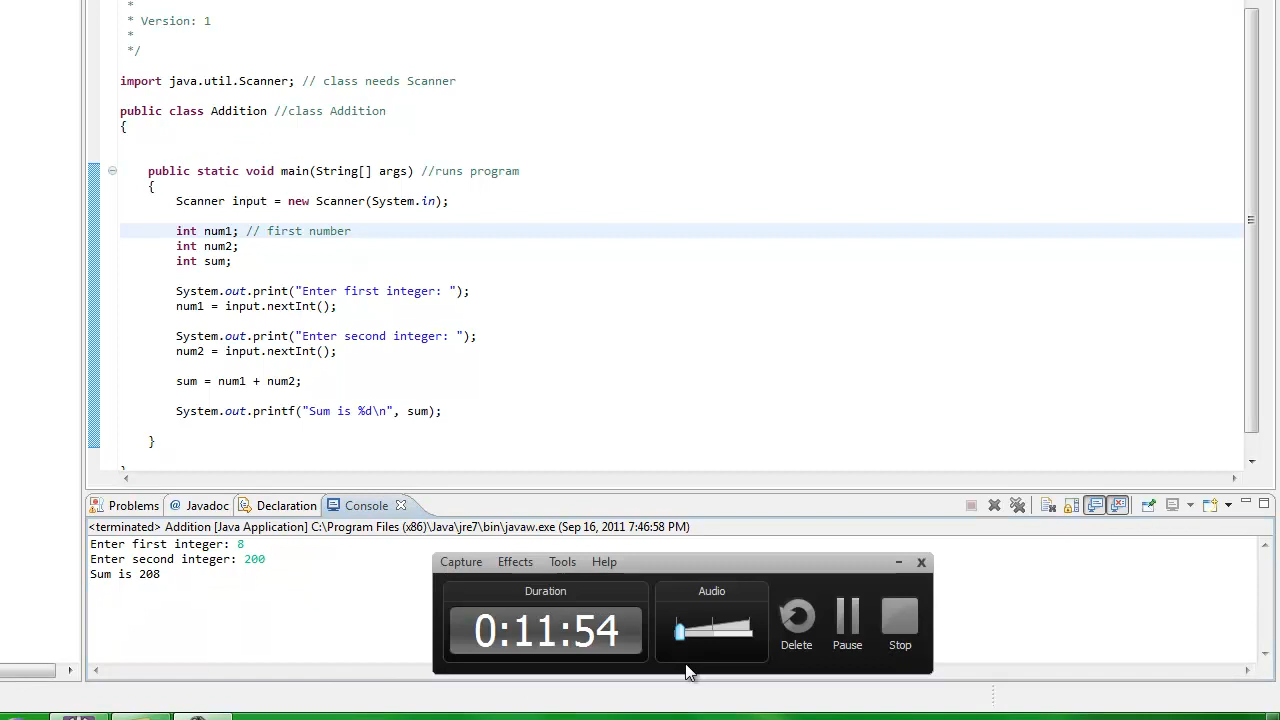 *
* Version: 1
*
*/
import java.util.Scanner; // class needs Scanner
public class Addition //class Addition
{
public static void main(String[] args) //runs program
{
Scanner input = new Scanner(System.in);
int num1; // first number
int num2;
int sum;
System.out.print("Enter first integer: ");
num1 = input.nextInt();
System.out.print("Enter second integer: ");
num2 = input.nextInt();
sum = num1 + num2;
System.out.printf("Sum is %d\n", sum);
}
}
Problems @ Javadoc Declaration Console
<terminated> Addition [Java Application] C:\Program Files (x86)\Java\jre7\bin\javaw.exe (Sep 16, 2011 7:46:58 PM)
Enter first integer: 8
Enter second integer: 200
Sum is 208
Capture Effects Tools Help
Duration
Audio
0:11:54
Delete Pause Stop